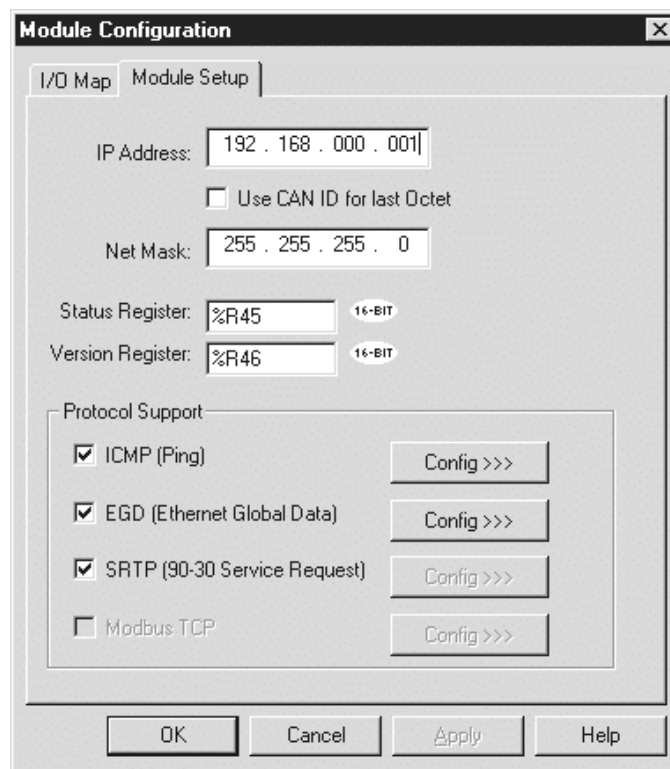 Module Configuration
I/O Map Module Setup
IP Address: 192 . 168 . 000 . 001
Use CAN ID for last Octet
Net Mask: 255 . 255 . 255 . 0
Status Register: %R45 16-BIT
Version Register: %R46 16-BIT
Protocol Support
ICMP (Ping) Config >>>
EGD (Ethernet Global Data) Config >>>
SRTP (90-30 Service Request) Config >>>
Modbus TCP Config >>>
OK Cancel Apply Help